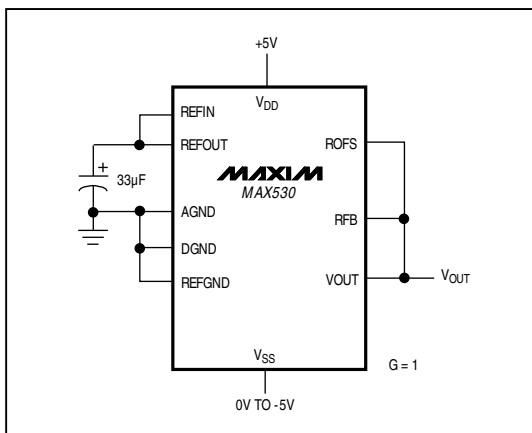 +5V
VDD
REFIN
REFOUT
ROFS
+
33µF
MAXIM
MAX530
AGND
RFB
DGND
REFGND
VOUT
VOUT
VSS
G = 1
0V TO -5V